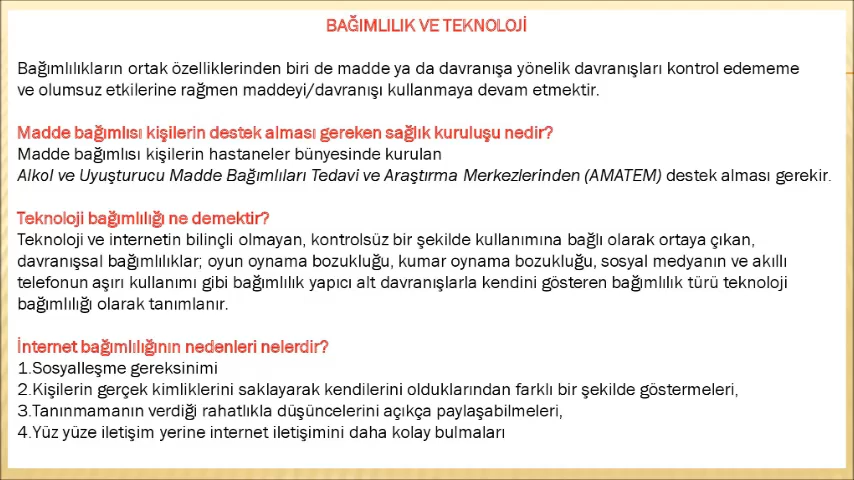 BAĞIMLILIK VE TEKNOLOJİ
Bağımlılıkların ortak özelliklerinden biri de madde ya da davranışa yönelik davranışları kontrol edememe
ve olumsuz etkilerine rağmen maddeyi/davranışı kullanmaya devam etmektir.
Madde bağımlısı kişilerin destek alması gereken sağlık kuruluşu nedir?
Madde bağımlısı kişilerin hastaneler bünyesinde kurulan
Alkol ve Uyuşturucu Madde Bağımlıları Tedavi ve Araştırma Merkezlerinden (AMATEM) destek alması gerekir.
Teknoloji bağımlılığı ne demektir?
Teknoloji ve internetin bilinçli olmayan, kontrolsüz bir şekilde kullanımına bağlı olarak ortaya çıkan,
davranışsal bağımlılıklar; oyun oynama bozukluğu, kumar oynama bozukluğu, sosyal medyanın ve akıllı
telefonun aşırı kullanımı gibi bağımlılık yapıcı alt davranışlarla kendini gösteren bağımlılık türü teknoloji
bağımlılığı olarak tanımlanır.
İnternet bağımlılığının nedenleri nelerdir?
1.Sosyalleşme gereksinimi
2.Kişilerin gerçek kimliklerini saklayarak kendilerini olduklarından farklı bir şekilde göstermeleri,
3.Tanınmamanın verdiği rahatlıkla düşüncelerini açıkça paylaşabilmeleri,
4.Yüz yüze iletişim yerine internet iletişimini daha kolay bulmaları